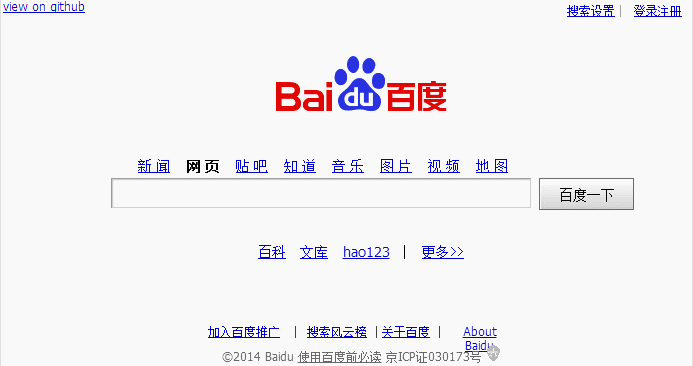 view on github
搜索设置 | 登录注册
Bai du 百度
新闻 网页 贴吧 知道 音乐 图片 视频 地图
百度一下
百科 文库 hao123 | 更多>>
加入百度推广 | 搜索风云榜 | 关于百度 | About Baidu
©2014 Baidu 使用百度前必读 京ICP证030173号